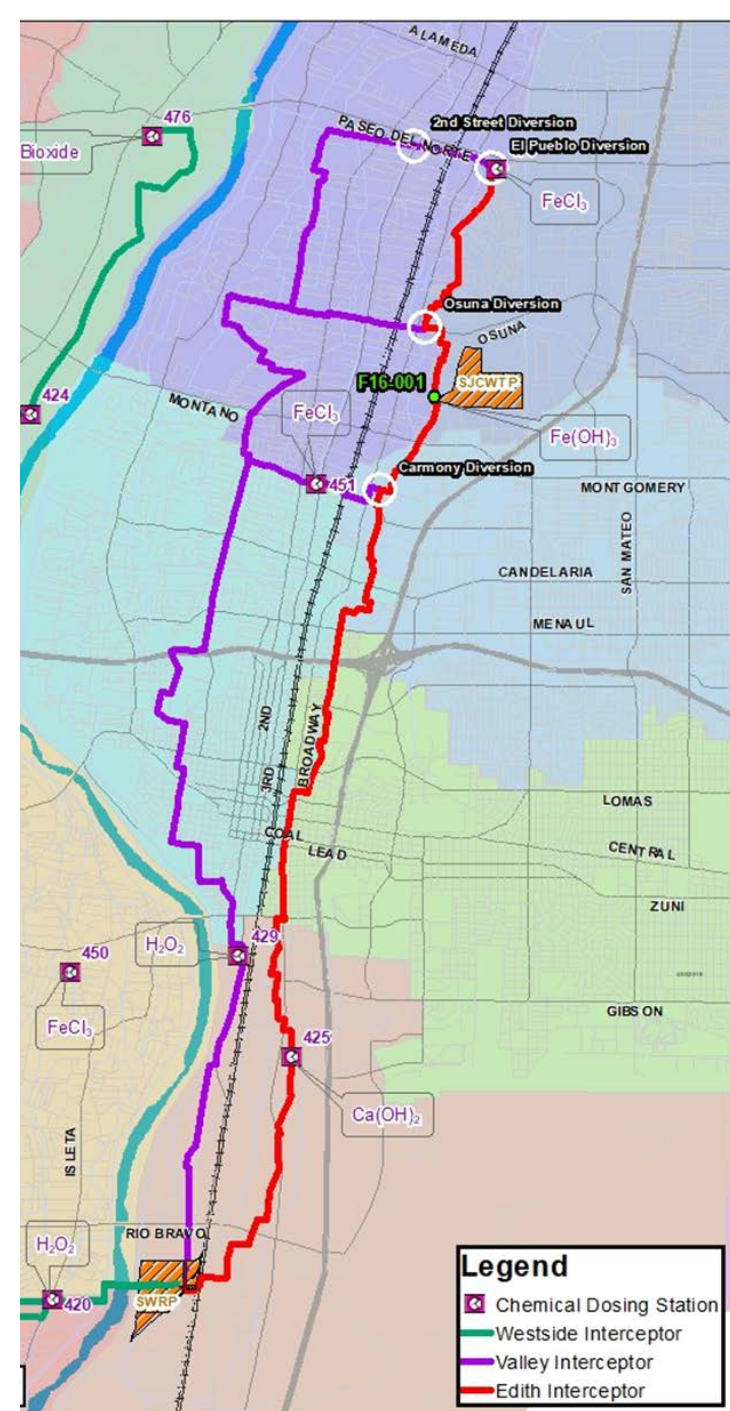 ALAMEDA
476
Bioxide
2nd Street Diversion
PASEO DEL NORTE
El Pueblo Diversion
FeCl₃
Osuna Diversion
OSUNA
F16-001
SJCWTP
424
MONTANO
FeCl₃
Fe(OH)₃
451
Carmony Diversion
MONTGOMERY
SAN MATEO
CANDELARIA
MENAUL
2ND
3RD
BROADWAY
LOMAS
COAL
LEAD
CENTRAL
ZUNI
H₂O₂
429
450
FeCl₃
GIBSON
425
Ca(OH)₂
ISLETA
RIO BRAVO
H₂O₂
SWRP
420
Legend
Chemical Dosing Station
Westside Interceptor
Valley Interceptor
Edith Interceptor